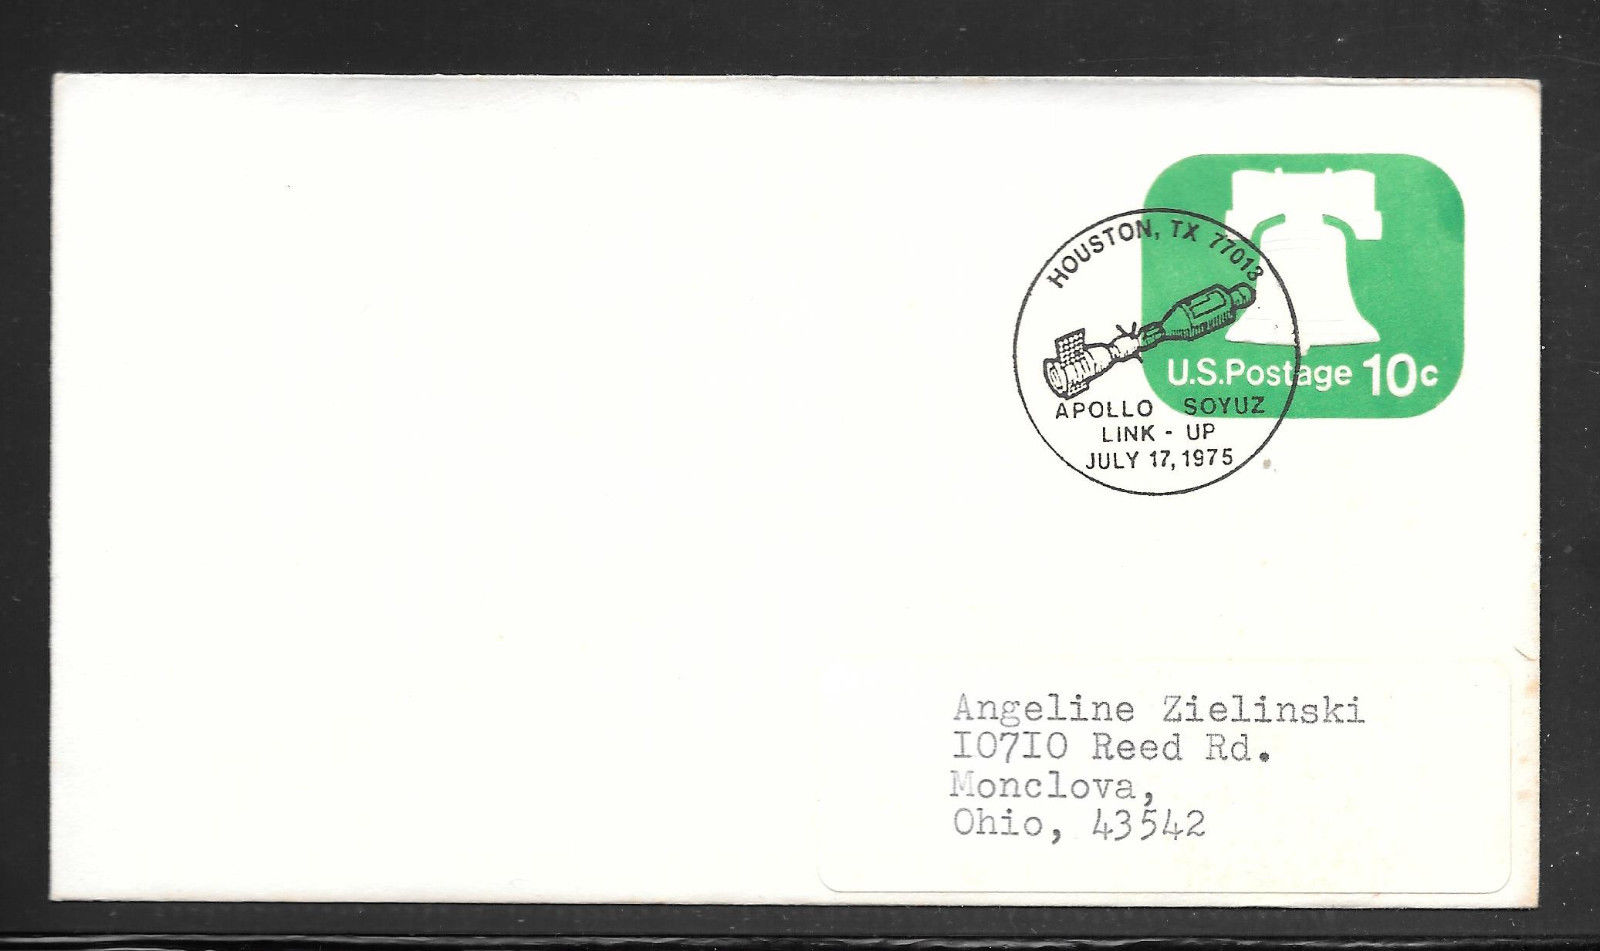 HOUSTON, TX 77013
U.S. Postage 10c
APOLLO SOYUZ
LINK - UP
JULY 17, 1975
Angeline Zielinski
I07I0 Reed Rd.
Monclova,
Ohio, 43542